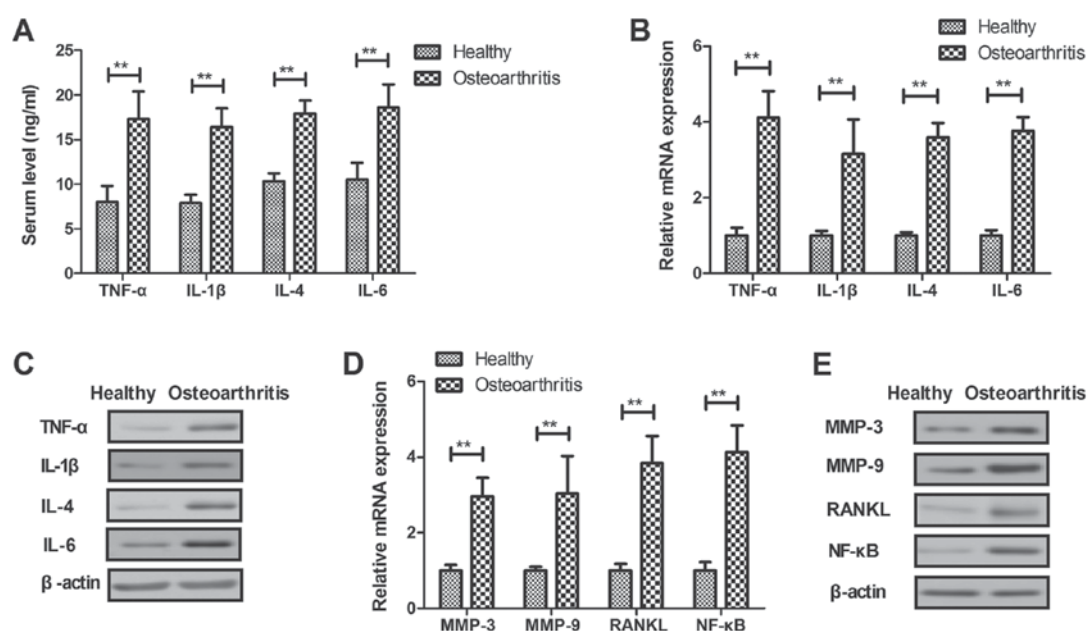 A
Serum level (ng/ml)
25
20
15
10
5
0
** ** ** **
Healthy
Osteoarthritis
TNF-α IL-1β IL-4 IL-6
B
Relative mRNA expression
6
4
2
0
** ** ** **
Healthy
Osteoarthritis
TNF-α IL-1β IL-4 IL-6
C
Healthy Osteoarthritis
TNF-α
IL-1β
IL-4
IL-6
β -actin
D
Healthy
Osteoarthritis
Relative mRNA expression
6
4
2
0
** ** ** **
MMP-3 MMP-9 RANKL NF-κB
E
Healthy Osteoarthritis
MMP-3
MMP-9
RANKL
NF-κB
β-actin